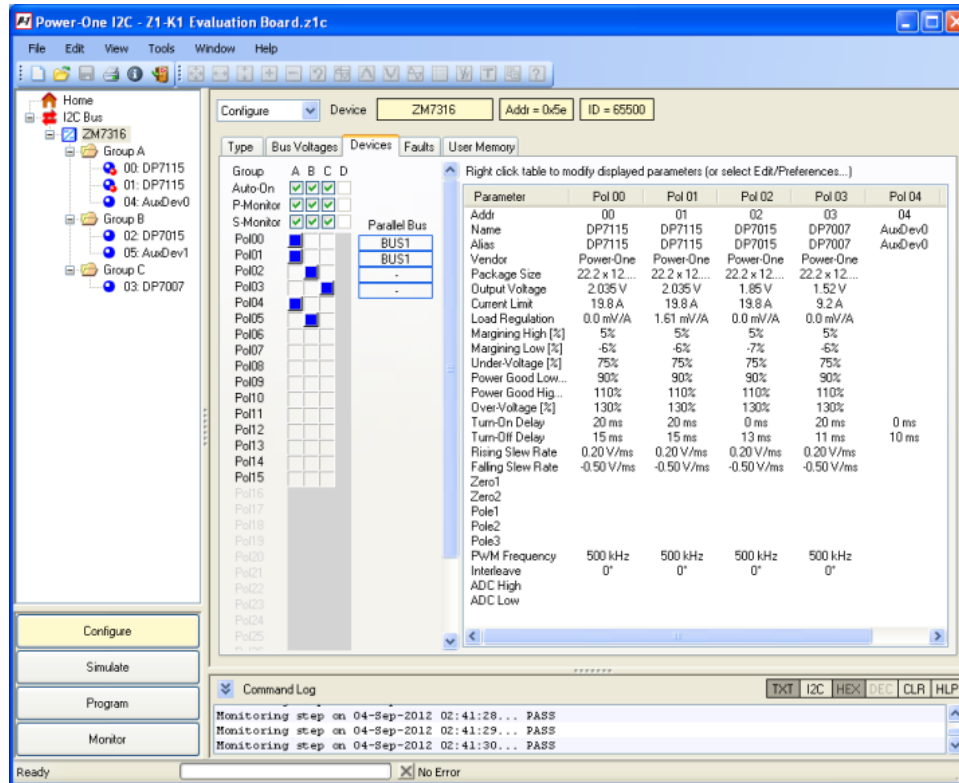 Power-One I2C - Z1-K1 Evaluation Board.z1c
File Edit View Tools Window Help
Home
I2C Bus
ZM7316
Group A
00: DP7115
01: DP7115
04: AuxDev0
Group B
02: DP7015
05: AuxDev1
Group C
03: DP7007
Configure
Simulate
Program
Monitor
Configure Device ZM7316 Addr = 0x5e ID = 65500
Type Bus Voltages Devices Faults User Memory
Group A B C D
Auto-On
P-Monitor
S-Monitor
Parallel Bus
Pol00 BUS1
Pol01 BUS1
Pol02 -
Pol03 -
Pol04
Pol05
Pol06
Pol07
Pol08
Pol09
Pol10
Pol11
Pol12
Pol13
Pol14
Pol15
Pol16
Pol17
Pol18
Pol19
Pol20
Pol21
Pol22
Pol23
Pol24
Pol25
Right click table to modify displayed parameters (or select Edit/Preferences...)
Parameter Pol 00 Pol 01 Pol 02 Pol 03 Pol 04
Addr 00 01 02 03 04
Name DP7115 DP7115 DP7015 DP7007 AuxDev0
Alias DP7115 DP7115 DP7015 DP7007 AuxDev0
Vendor Power-One Power-One Power-One Power-One
Package Size 22.2 x 12.... 22.2 x 12.... 22.2 x 12.... 22.2 x 12....
Output Voltage 2.035 V 2.035 V 1.85 V 1.52 V
Current Limit 19.8 A 19.8 A 19.8 A 9.2 A
Load Regulation 0.0 mV/A 1.61 mV/A 0.0 mV/A 0.0 mV/A
Margining High [%] 5% 5% 5% 5%
Margining Low [%] -6% -6% -7% -6%
Under-Voltage [%] 75% 75% 75% 75%
Power Good Low... 90% 90% 90% 90%
Power Good Hig... 110% 110% 110% 110%
Over-Voltage [%] 130% 130% 130% 130%
Turn-On Delay 20 ms 20 ms 0 ms 20 ms 0 ms
Turn-Off Delay 15 ms 15 ms 13 ms 11 ms 10 ms
Rising Slew Rate 0.20 V/ms 0.20 V/ms 0.20 V/ms 0.20 V/ms
Falling Slew Rate -0.50 V/ms -0.50 V/ms -0.50 V/ms -0.50 V/ms
Zero1
Zero2
Pole1
Pole2
Pole3
PWM Frequency 500 kHz 500 kHz 500 kHz 500 kHz
Interleave 0° 0° 0° 0°
ADC High
ADC Low
Command Log TXT I2C HEX DEC CLR HLP
Monitoring step on 04-Sep-2012 02:41:28... PASS
Monitoring step on 04-Sep-2012 02:41:29... PASS
Monitoring step on 04-Sep-2012 02:41:30... PASS
Ready No Error